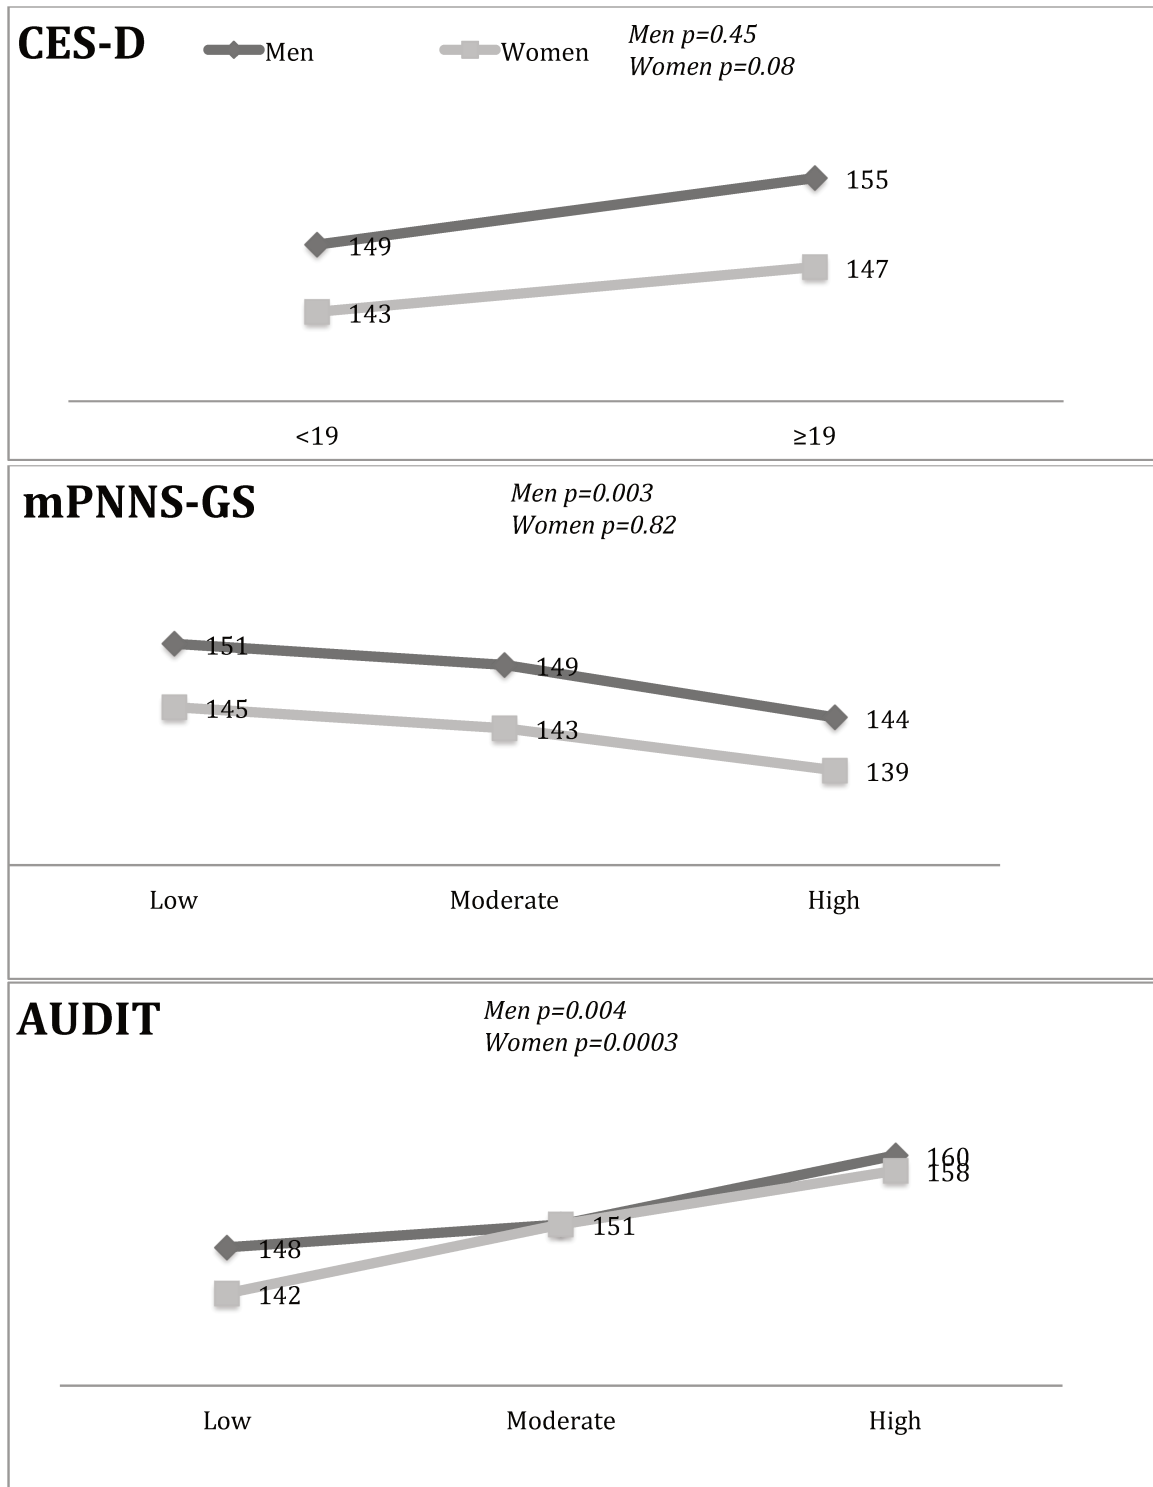 CES-D
Men
Women
Men p=0.45
Women p=0.08
155
149
147
143
<19
≥19
mPNNS-GS
Men p=0.003
Women p=0.82
151
149
144
145
143
139
Low
Moderate
High
AUDIT
Men p=0.004
Women p=0.0003
160
158
151
148
142
Low
Moderate
High